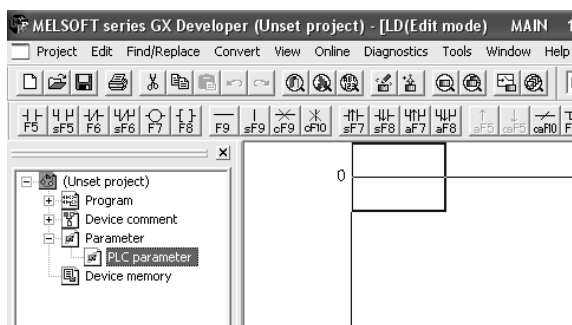 MELSOFT series GX Developer (Unset project) - [LD(Edit mode) MAIN
Project Edit Find/Replace Convert View Online Diagnostics Tools Window Help
F5 sF5 F6 sF6 F7 F8 F9 sF9 cF9 cF10 sF7 sF8 aF7 aF8 aF5 caF5 caF10
(Unset project)
0
Program
Device comment
Parameter
PLC parameter
Device memory